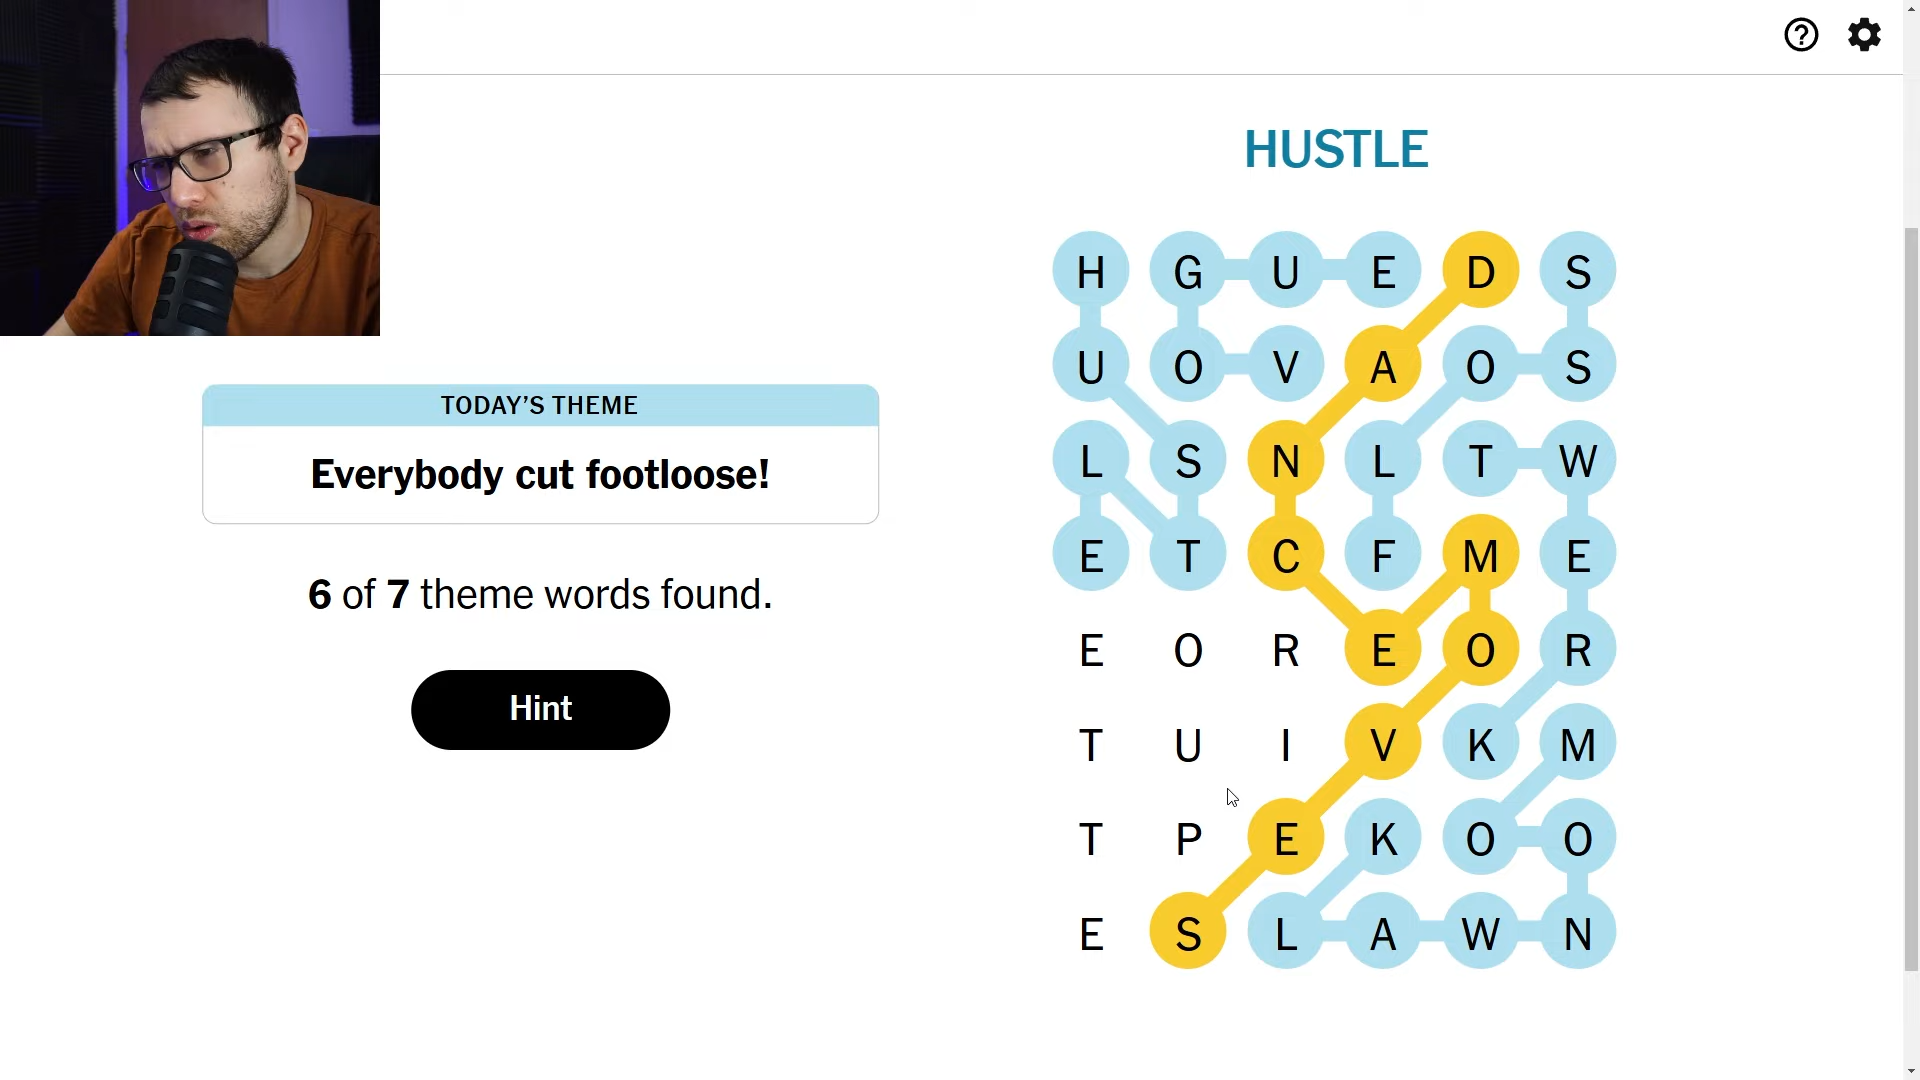 HUSTLE
TODAY'S THEME
Everybody cut footloose!
6 of 7 theme words found.
Hint
H G U E D S
U O V A O S
L S N L T W
E T C F M E
E O R E O R
T U I V K M
T P E K O O
E S L A W N